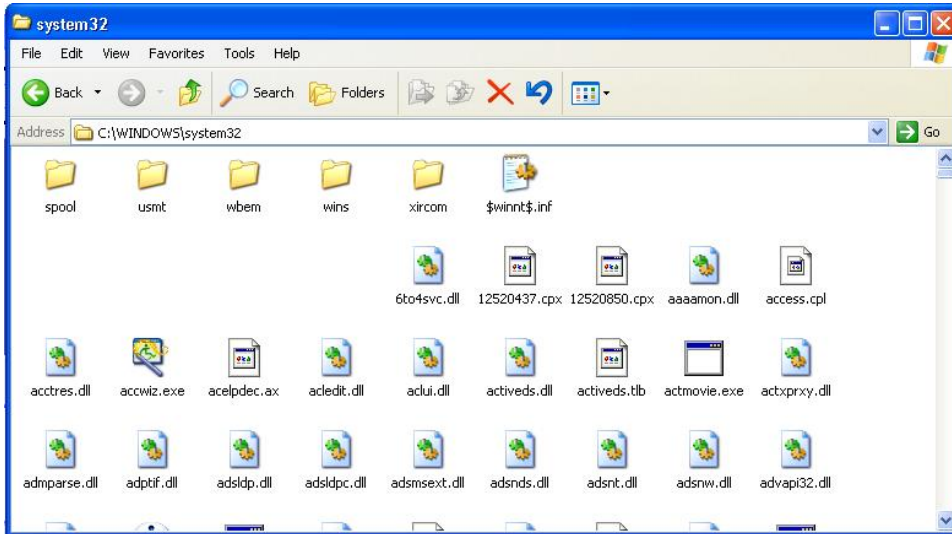 system32
File Edit View Favorites Tools Help
Back Search Folders
Address C:\WINDOWS\system32 Go
spool usmt wbem wins xircom $winnt$.inf
6to4svc.dll 12520437.cpx 12520850.cpx aaaamon.dll access.cpl
acctres.dll accwiz.exe acelpdec.ax acledit.dll aclui.dll activeds.dll activeds.tlb actmovie.exe actxprxy.dll
admparse.dll adptif.dll adsldp.dll adsldpc.dll adsmsext.dll adsnds.dll adsnt.dll adsnw.dll advapi32.dll